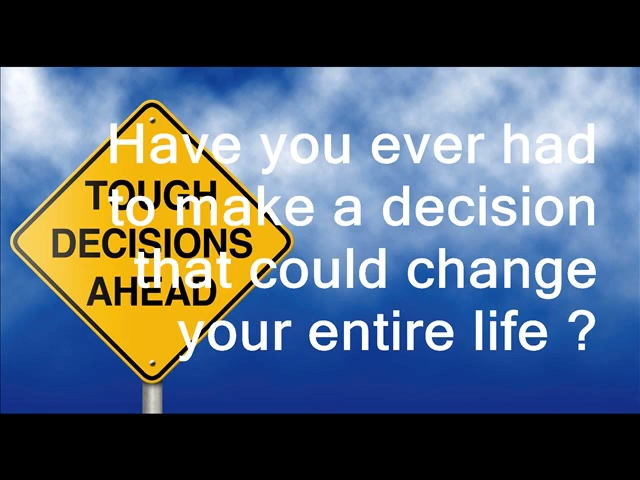 Have you ever had
to make a decision
that could change
your entire life ?
TOUGH
DECISIONS
AHEAD